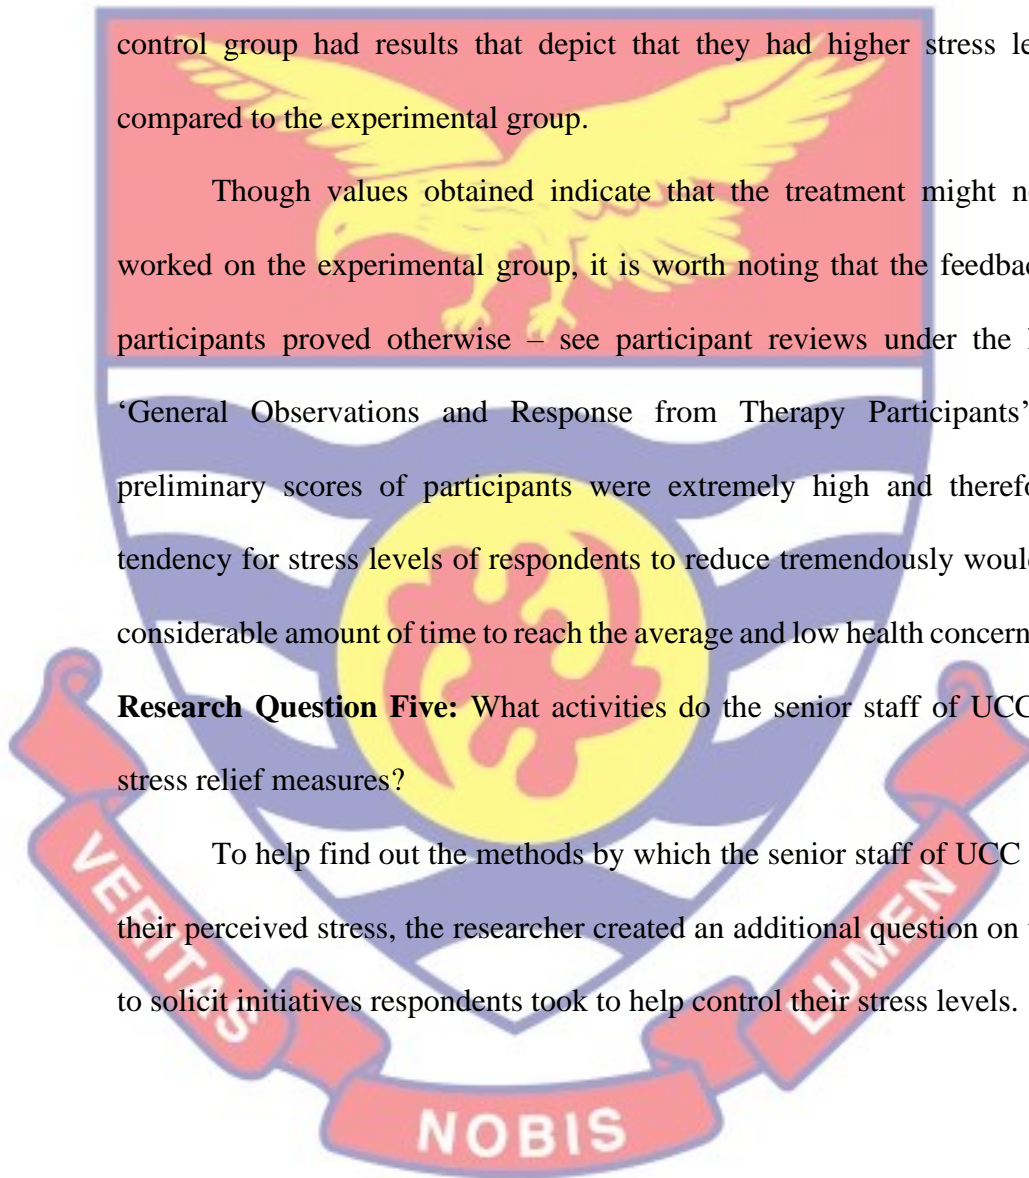 control group had results that depict that they had higher stress le
compared to the experimental group.
Though values obtained indicate that the treatment might n
worked on the experimental group, it is worth noting that the feedba
participants proved otherwise – see participant reviews under the
‘General Observations and Response from Therapy Participants’
preliminary scores of participants were extremely high and therefo
tendency for stress levels of respondents to reduce tremendously would
considerable amount of time to reach the average and low health concern
Research Question Five: What activities do the senior staff of UCC
stress relief measures?
To help find out the methods by which the senior staff of UCC
their perceived stress, the researcher created an additional question on
to solicit initiatives respondents took to help control their stress levels.
VERITAS
NOBIS
LUMEN